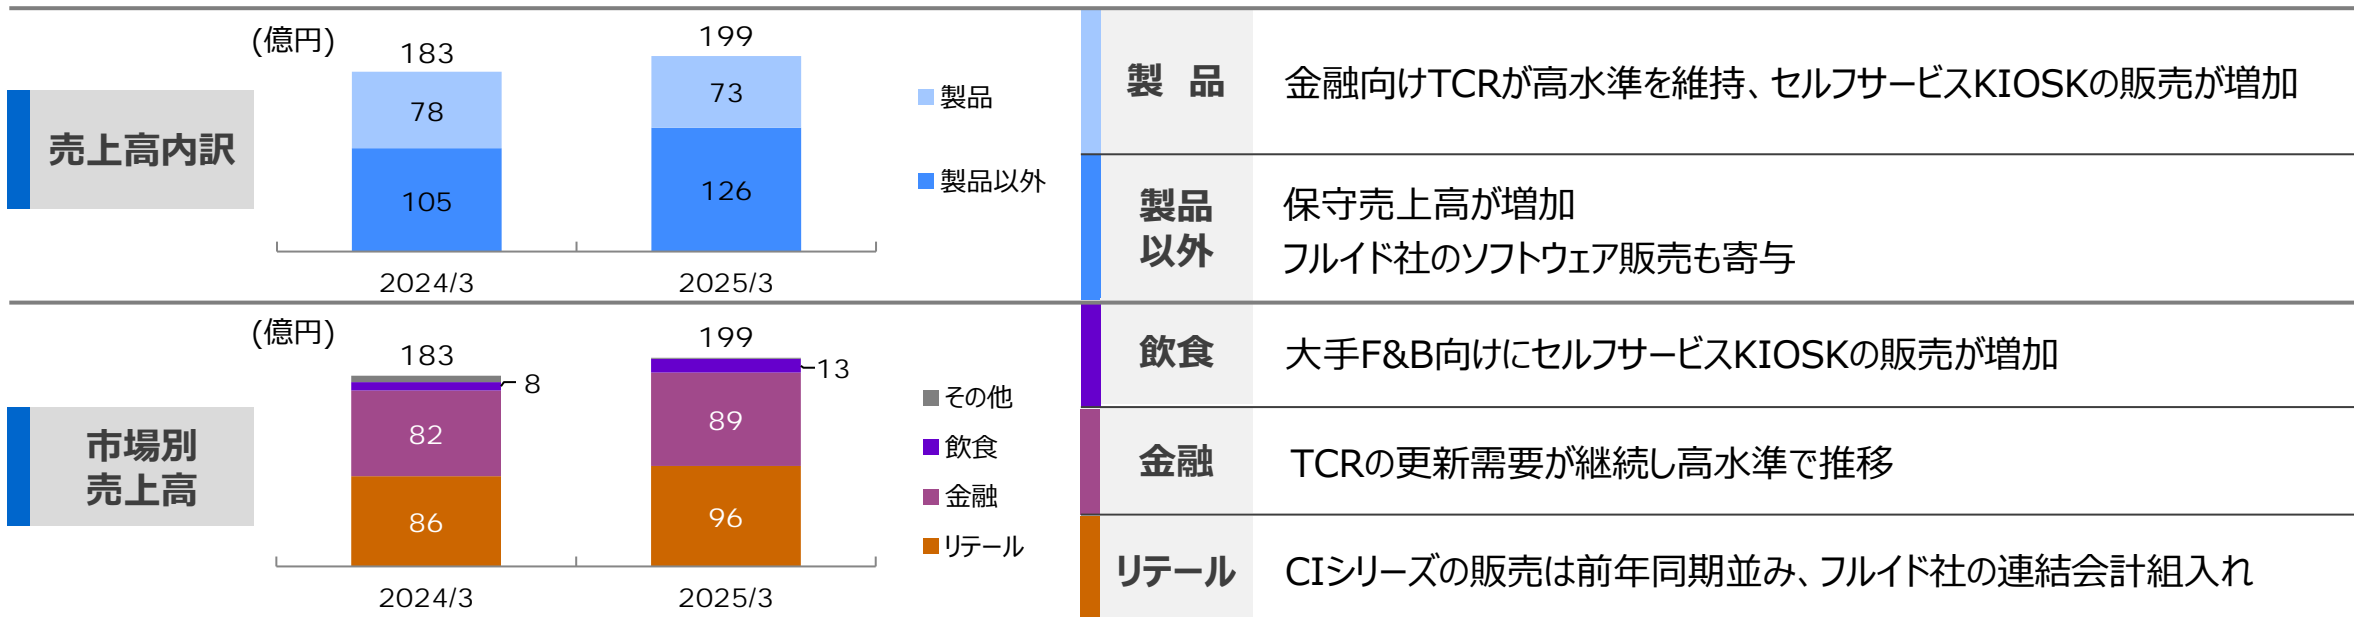 売上高内訳
(億円)
183
199
78
73
105
126
2024/3
2025/3
製品
製品以外
製 品
金融向けTCRが高水準を維持、セルフサービスKIOSKの販売が増加
製品
以外
保守売上高が増加
フルイド社のソフトウェア販売も寄与
市場別
売上高
(億円)
183
199
8
13
82
89
86
96
2024/3
2025/3
その他
飲食
金融
リテール
飲食
大手F&B向けにセルフサービスKIOSKの販売が増加
金融
TCRの更新需要が継続し高水準で推移
リテール
CIシリーズの販売は前年同期並み、フルイド社の連結会計組入れ